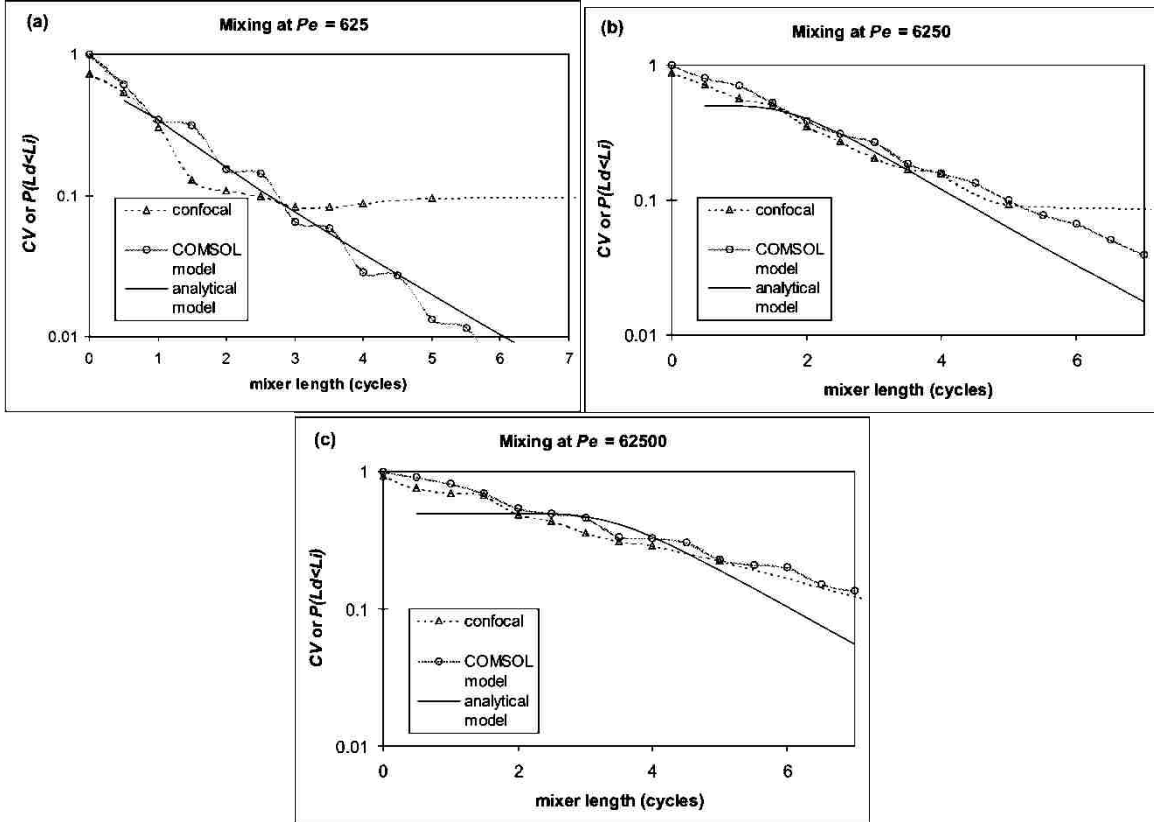 (a)
Mixing at Pe = 625
1
0.1
0.01
CV or P(Ld<Li)
confocal
COMSOL
model
analytical
model
0 1 2 3 4 5 6 7
mixer length (cycles)
(b)
Mixing at Pe = 6250
1
0.1
0.01
CV or P(Ld<Li)
confocal
COMSOL
model
analytical
model
0 2 4 6
mixer length (cycles)
(c)
Mixing at Pe = 62500
1
0.1
0.01
CV or P(Ld<Li)
confocal
COMSOL
model
analytical
model
0 2 4 6
mixer length (cycles)